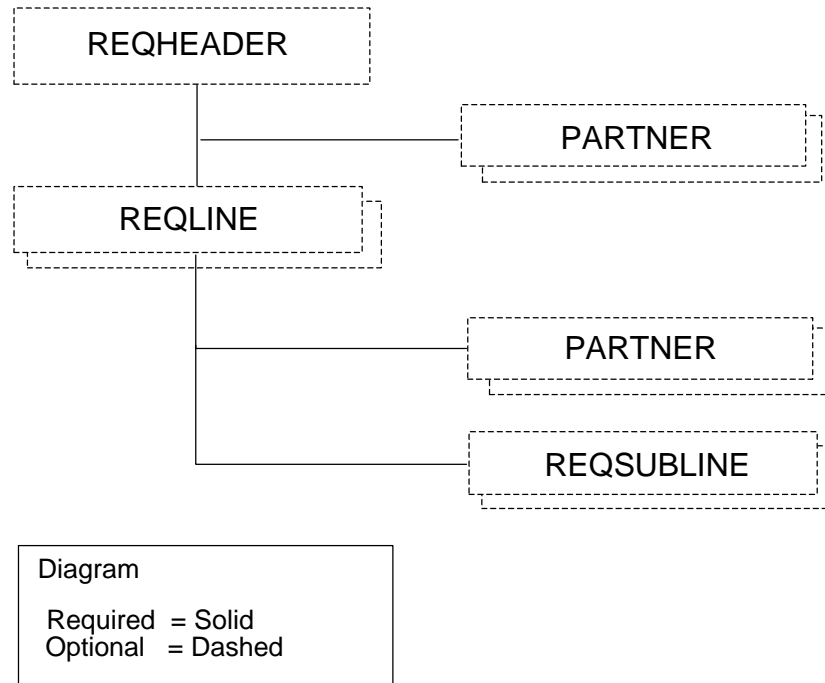 REQHEADER
PARTNER
REQLINE
PARTNER
REQSUBLINE
Diagram
Required = Solid
Optional = Dashed